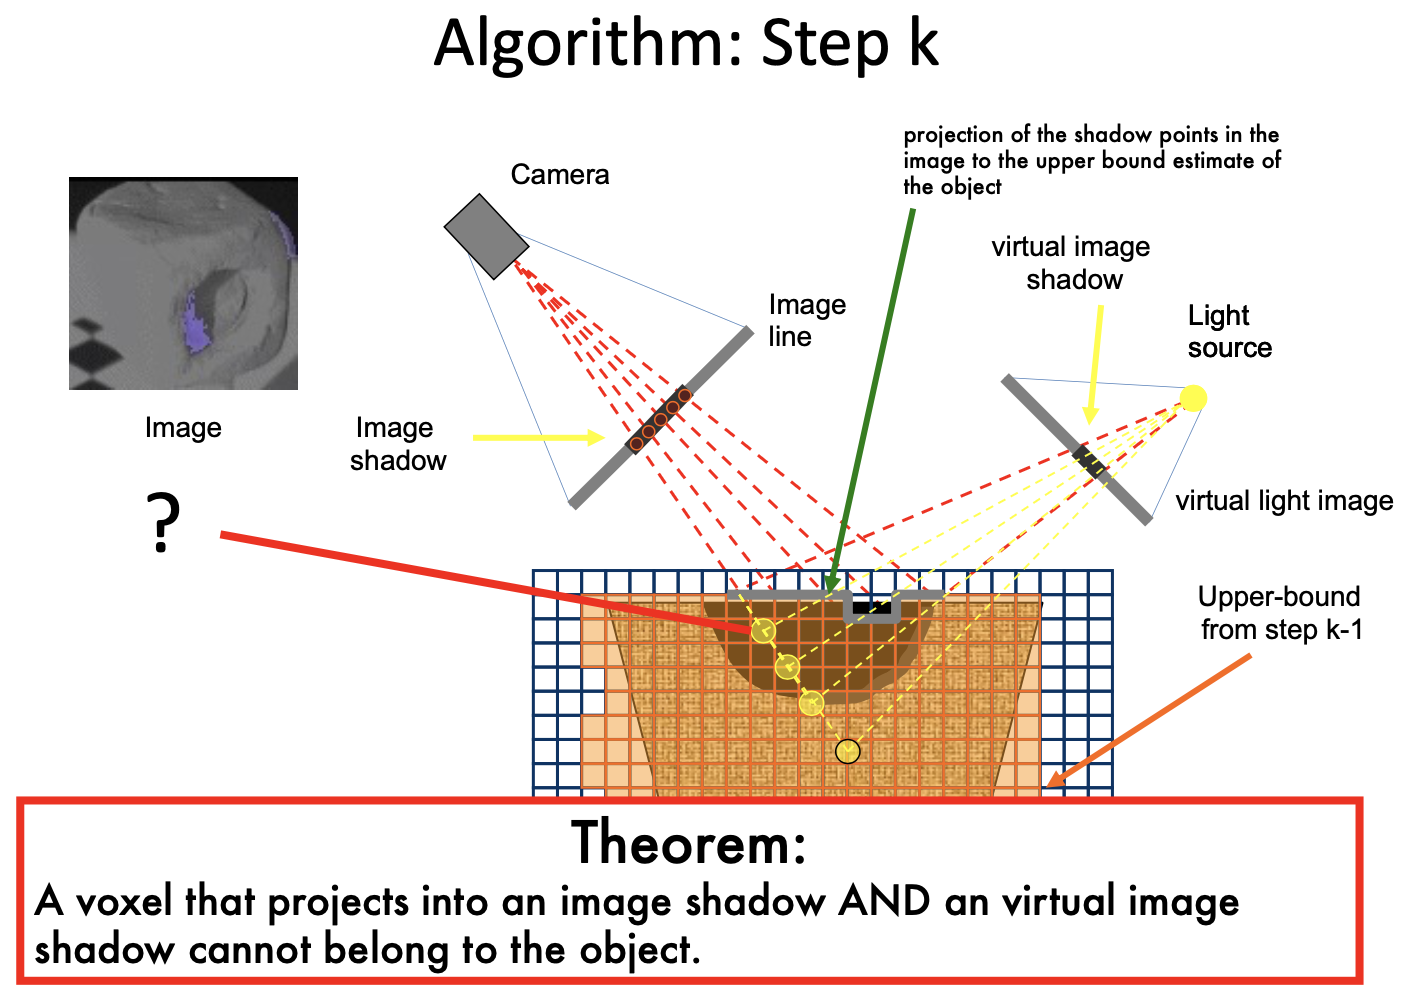 Algorithm: Step k
projection of the shadow points in the
image to the upper bound estimate of
the object
Camera
virtual image
shadow
Image
line
Light
source
Image
Image
shadow
?
virtual light image
Upper-bound
from step k-1
Theorem:
A voxel that projects into an image shadow AND an virtual image
shadow cannot belong to the object.